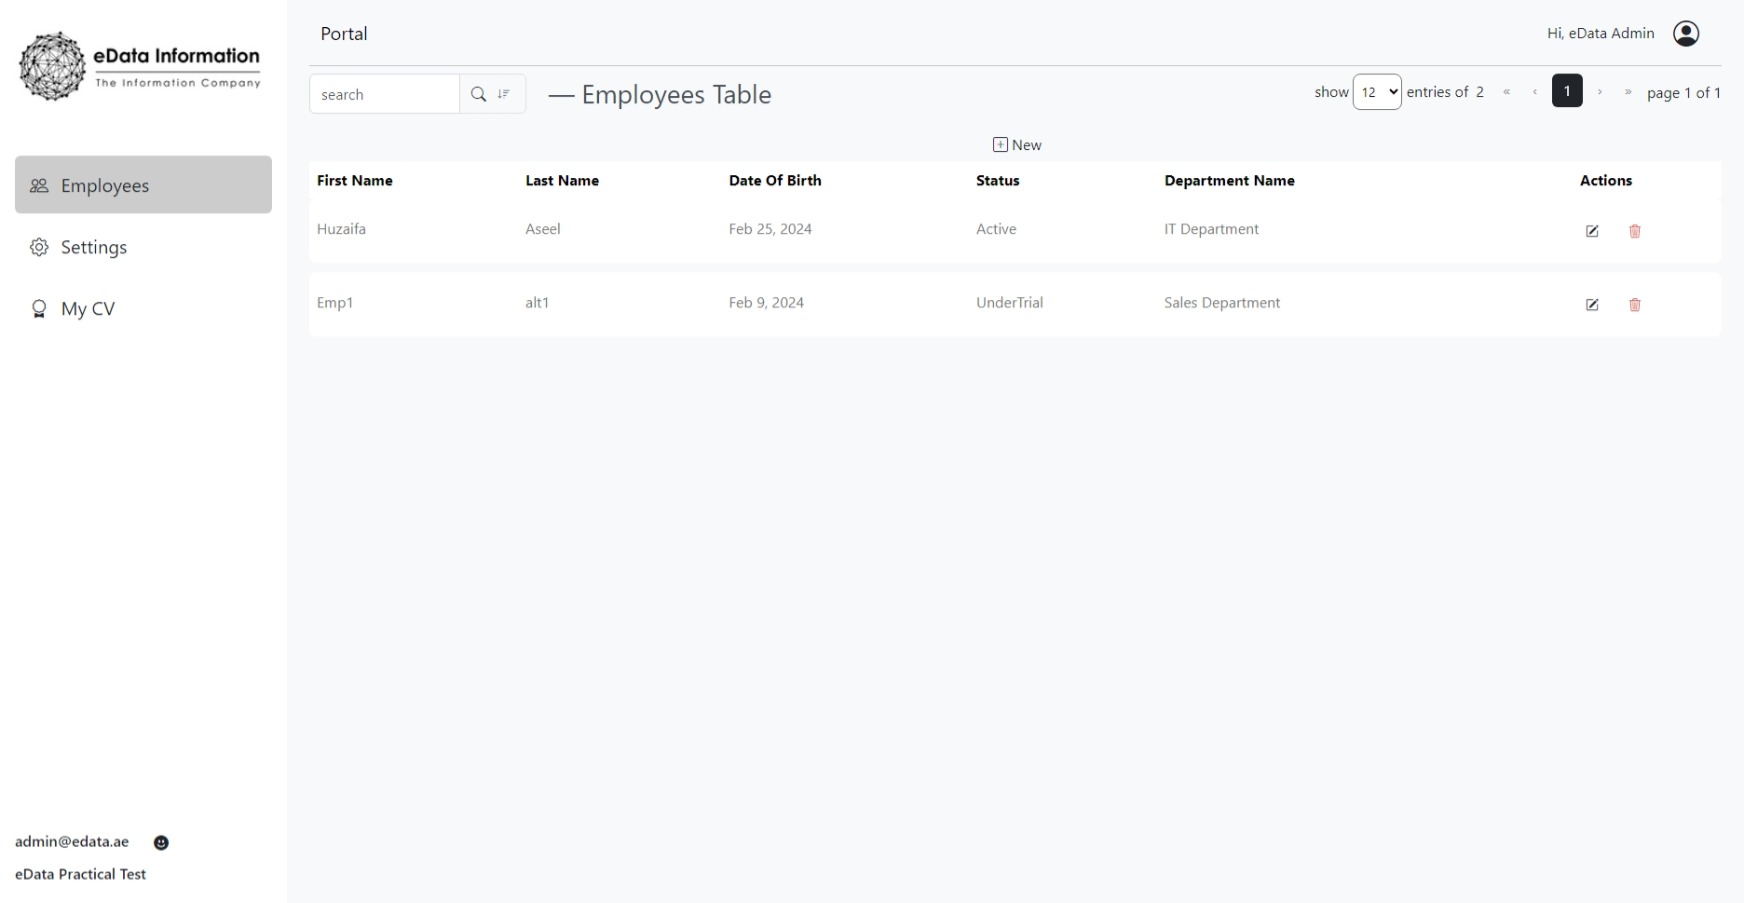 eData Information
The Information Company
Portal
Hi, eData Admin
search
— Employees Table
show 12 entries of 2 « ‹ 1 › » page 1 of 1
New
Employees
Settings
My CV
First Name Last Name Date Of Birth Status Department Name Actions
Huzaifa Aseel Feb 25, 2024 Active IT Department
Emp1 alt1 Feb 9, 2024 UnderTrial Sales Department
admin@edata.ae
eData Practical Test